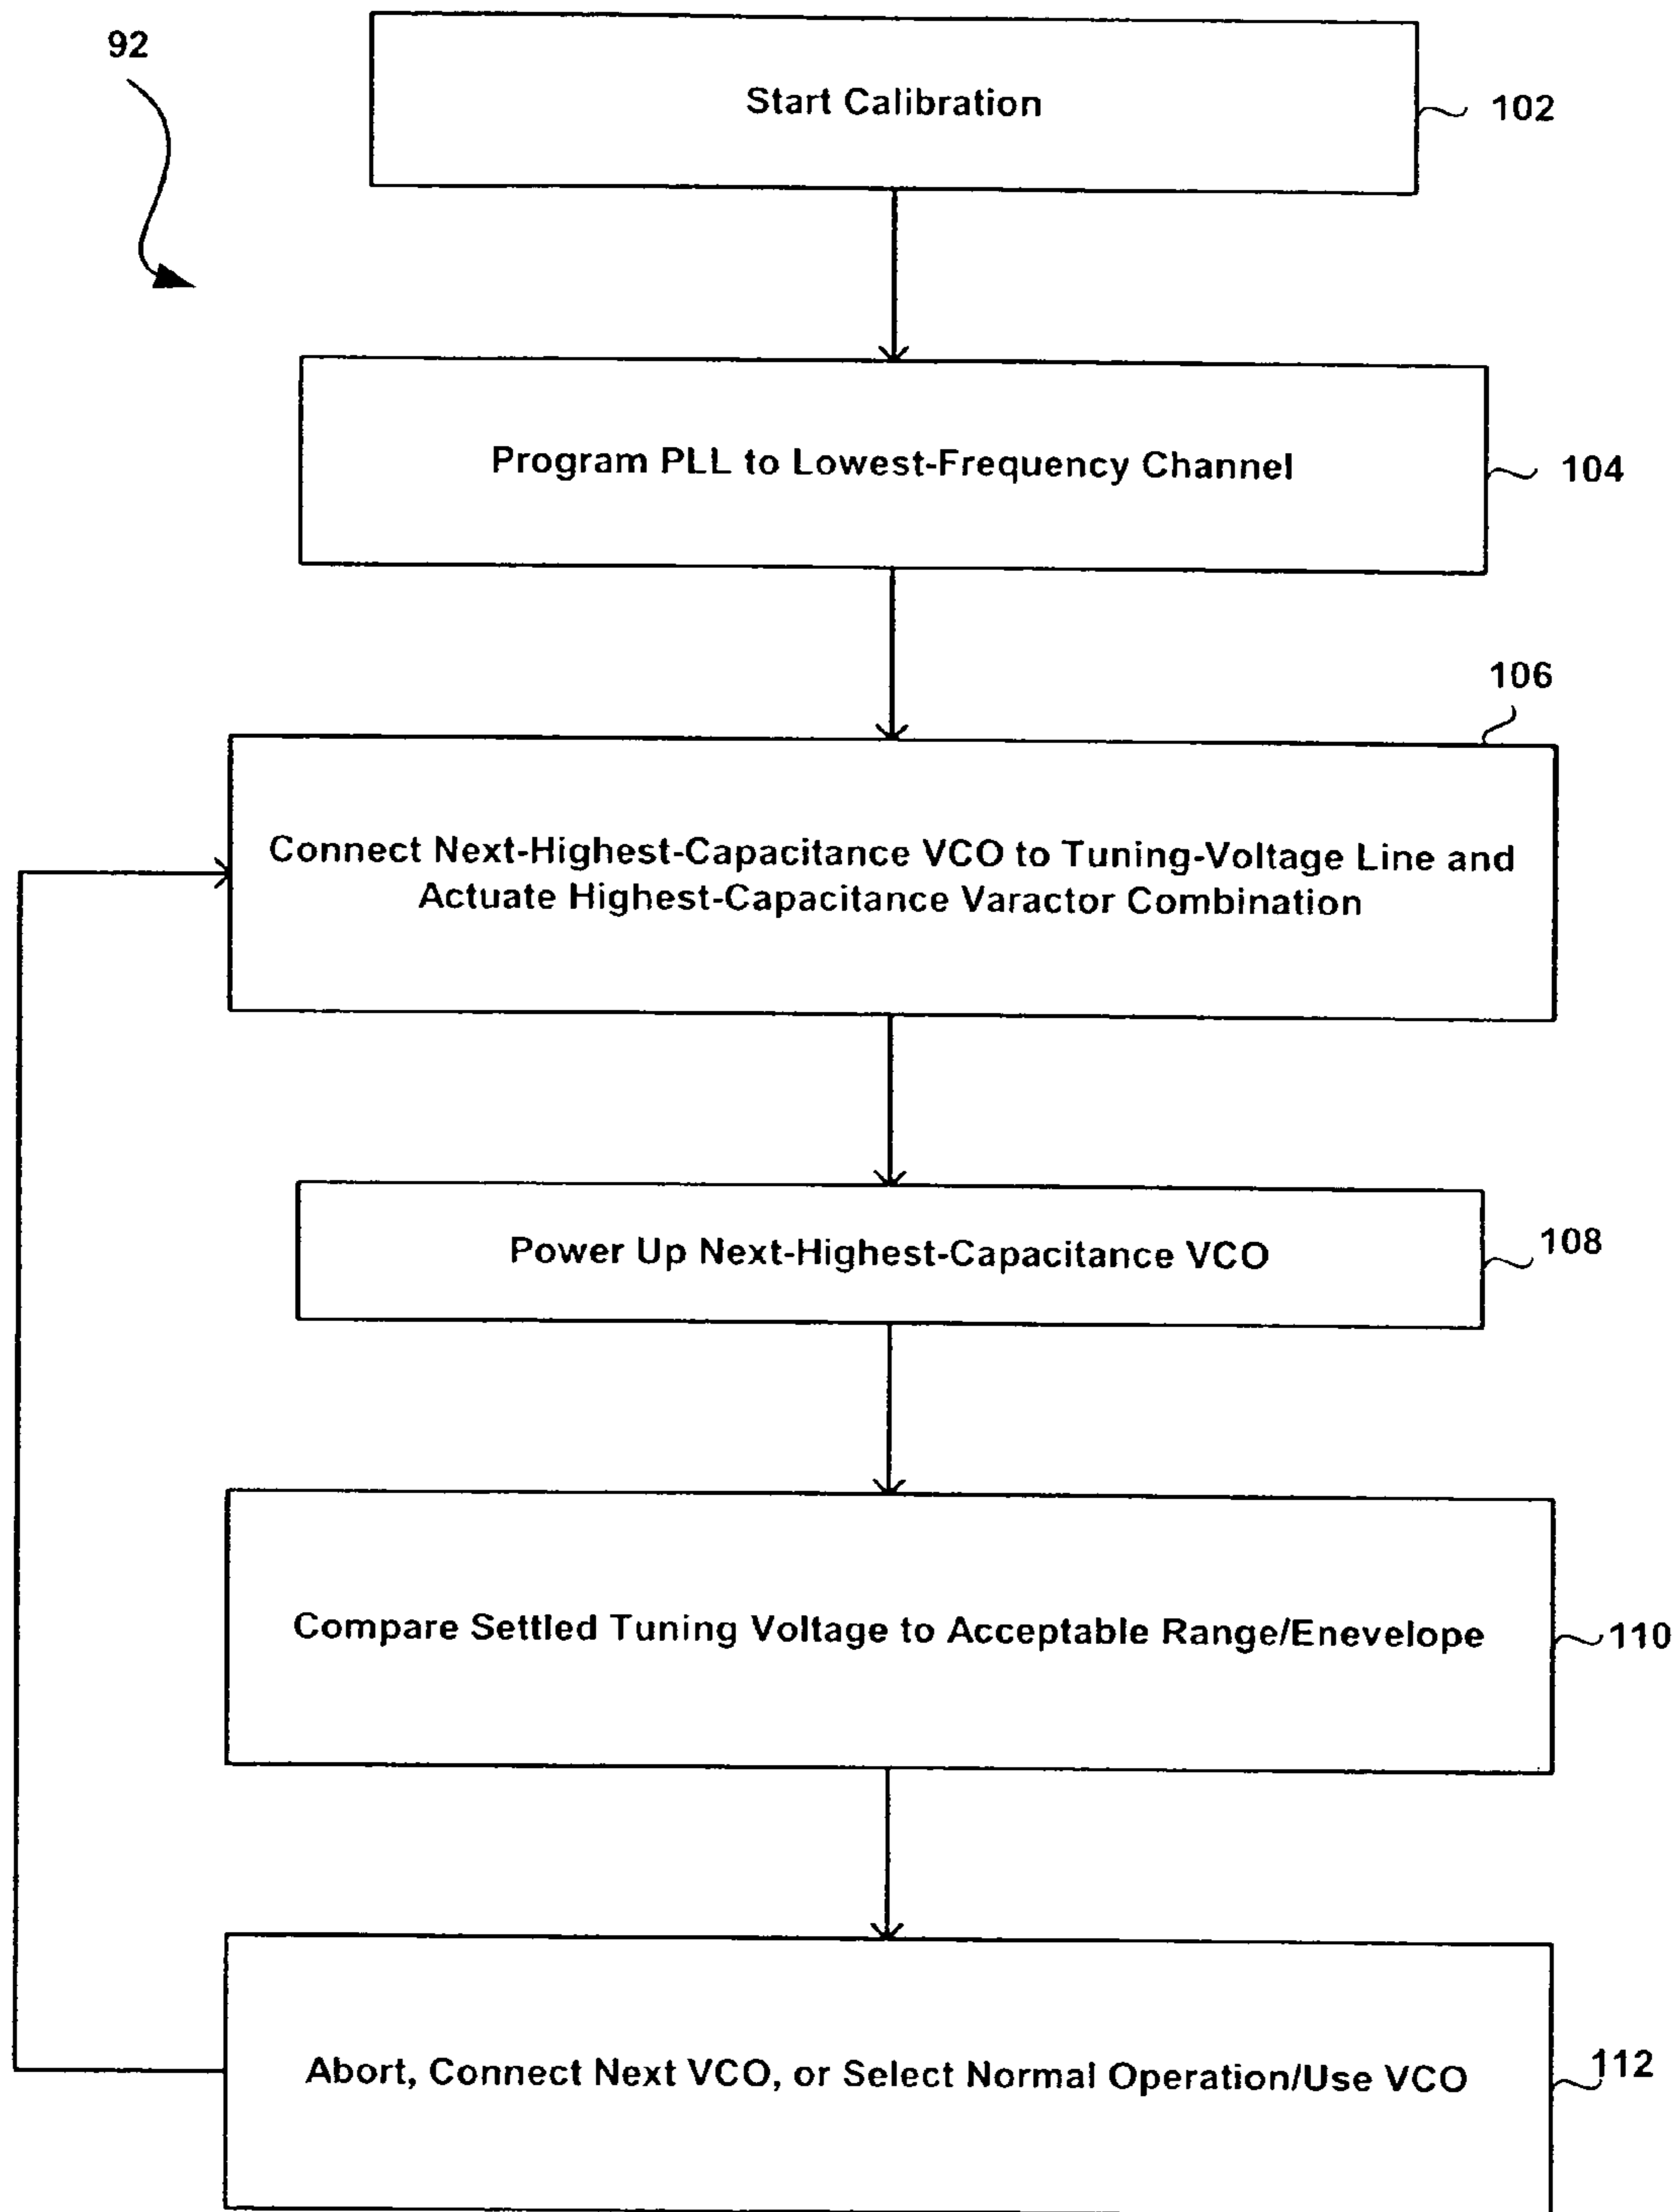 92
Start Calibration
102
Program PLL to Lowest-Frequency Channel
104
106
Connect Next-Highest-Capacitance VCO to Tuning-Voltage Line and
Actuate Highest-Capacitance Varactor Combination
Power Up Next-Highest-Capacitance VCO
108
Compare Settled Tuning Voltage to Acceptable Range/Enevelope
110
Abort, Connect Next VCO, or Select Normal Operation/Use VCO
112